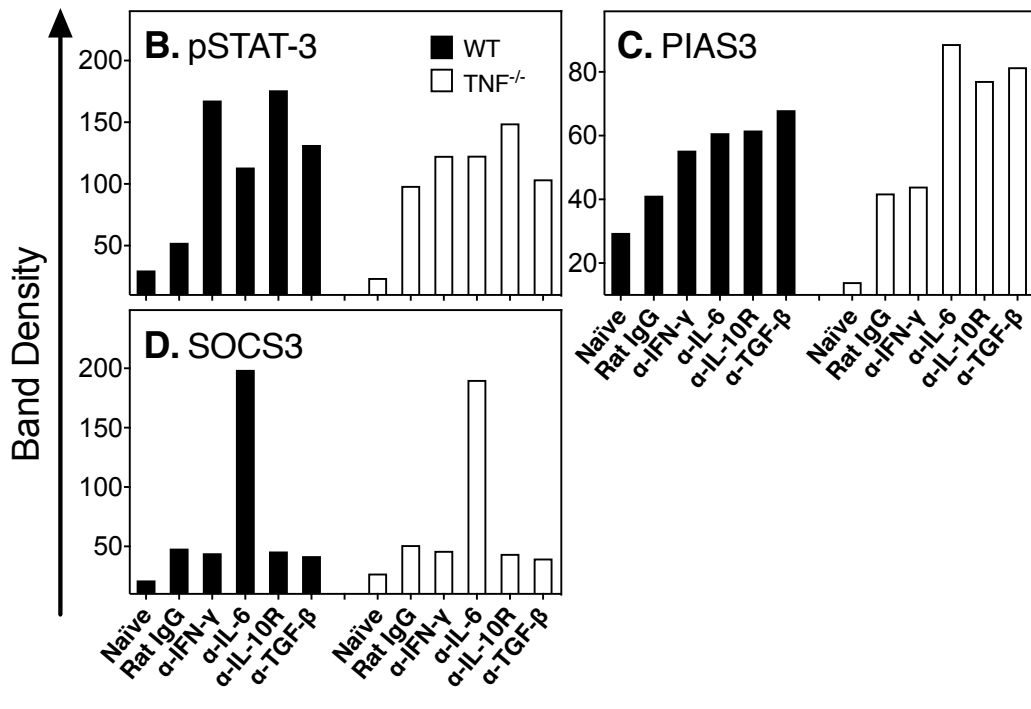 Band Density
B. pSTAT-3
WT
TNF-/-
200
150
100
50
C. PIAS3
80
60
40
20
Naïve
Rat IgG
α-IFN-γ
α-IL-6
α-IL-10R
α-TGF-β
Naïve
Rat IgG
α-IFN-γ
α-IL-6
α-IL-10R
α-TGF-β
D. SOCS3
200
150
100
50
Naïve
Rat IgG
α-IFN-γ
α-IL-6
α-IL-10R
α-TGF-β
Naïve
Rat IgG
α-IFN-γ
α-IL-6
α-IL-10R
α-TGF-β